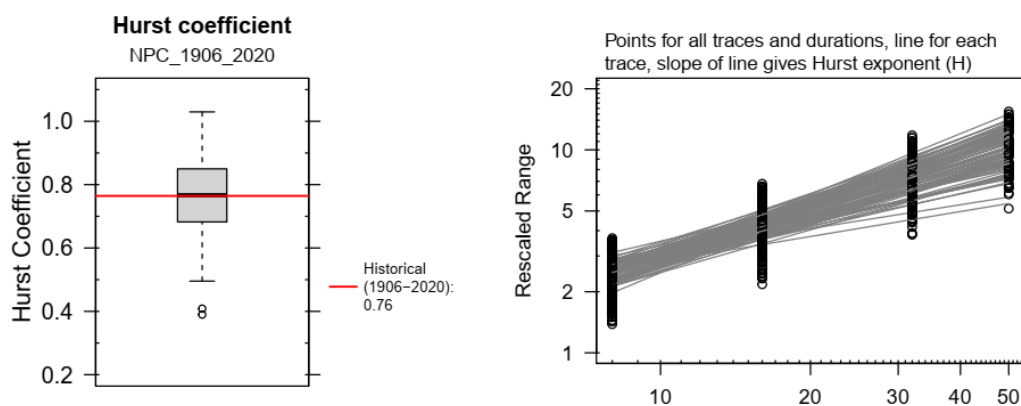 Hurst coefficient
NPC_1906_2020
Hurst Coefficient
1.0
0.8
0.6
0.4
0.2
Historical
(1906−2020):
0.76
Points for all traces and durations, line for each
trace, slope of line gives Hurst exponent (H)
Rescaled Range
20
10
5
2
1
10
20
30
40
50